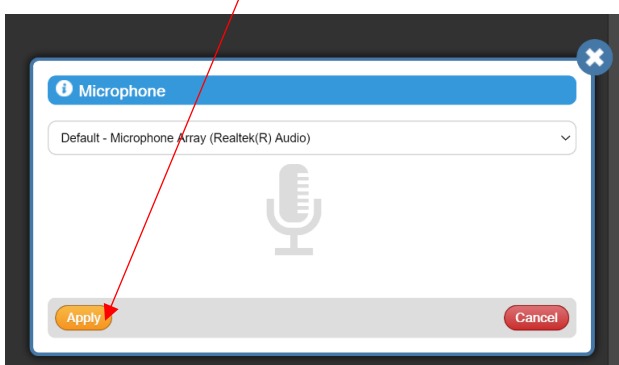 Microphone
Default - Microphone Array (Realtek(R) Audio)
Apply
Cancel